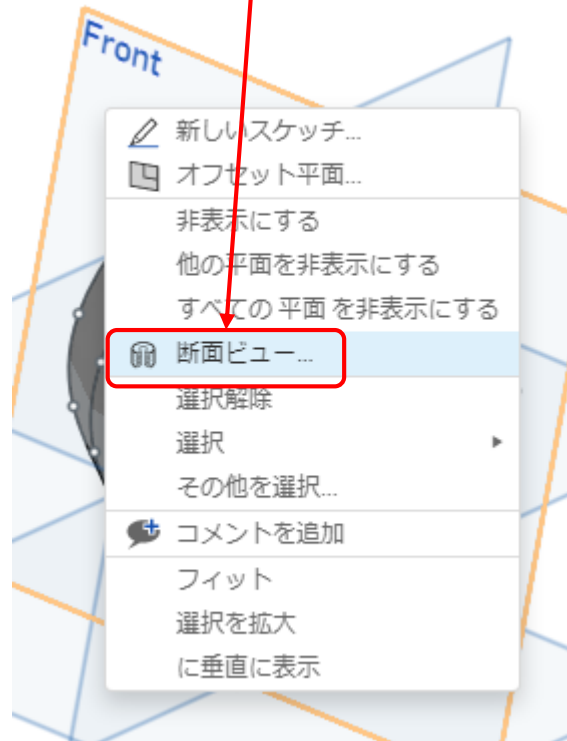 Front
新しいスケッチ...
オフセット平面...
非表示にする
他の平面を非表示にする
すべての 平面 を非表示にする
断面ビュー...
選択解除
選択
その他を選択...
コメントを追加
フィット
選択を拡大
に垂直に表示